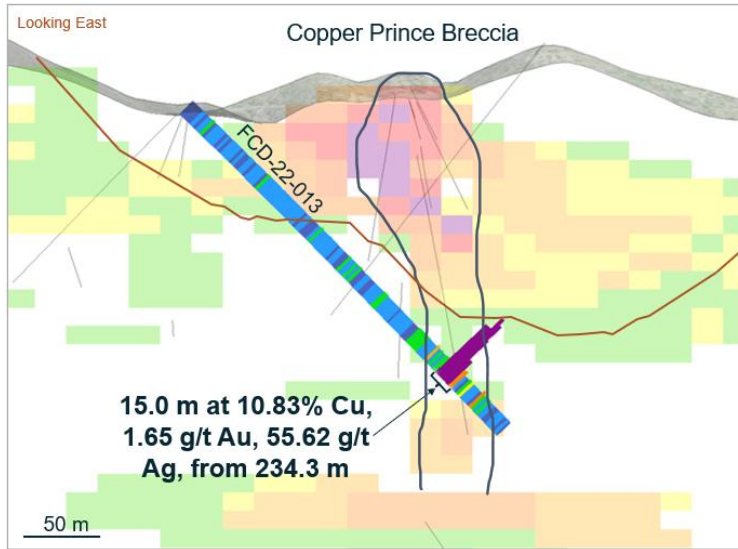 Looking East
Copper Prince Breccia
FCD-22-013
15.0 m at 10.83% Cu,
1.65 g/t Au, 55.62 g/t
Ag, from 234.3 m
50 m